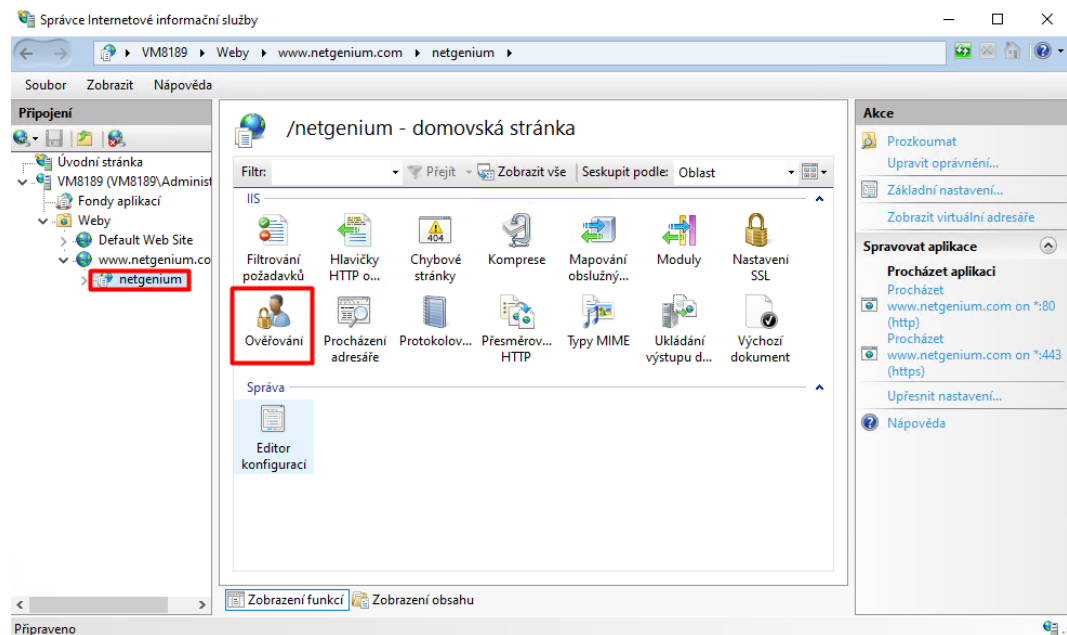 Správce Internetové informační služby
VM8189 Weby www.netgenium.com netgenium
Soubor Zobrazit Nápověda
Připojení
Úvodní stránka
VM8189 (VM8189\Administ
Fondy aplikací
Weby
Default Web Site
www.netgenium.co
netgenium
/netgenium - domovská stránka
Filtr: Přejít Zobrazit vše Seskupit podle: Oblast
IIS
Filtrování
požadavků
Hlavičky
HTTP o...
Chybové
stránky
Komprese
Mapování
obslužný...
Moduly
Nastavení
SSL
Ověřování
Procházení
adresáře
Protokolov...
Přesměrov...
HTTP
Typy MIME
Ukládání
výstupu d...
Výchozí
dokument
Správa
Editor
konfigurací
Zobrazení funkcí Zobrazení obsahu
Akce
Prozkoumat
Upravit oprávnění...
Základní nastavení...
Zobrazit virtuální adresáře
Spravovat aplikace
Procházet aplikaci
Procházet
www.netgenium.com on *:80
(http)
Procházet
www.netgenium.com on *:443
(https)
Upřesnit nastavení...
Nápověda
Připraveno
404